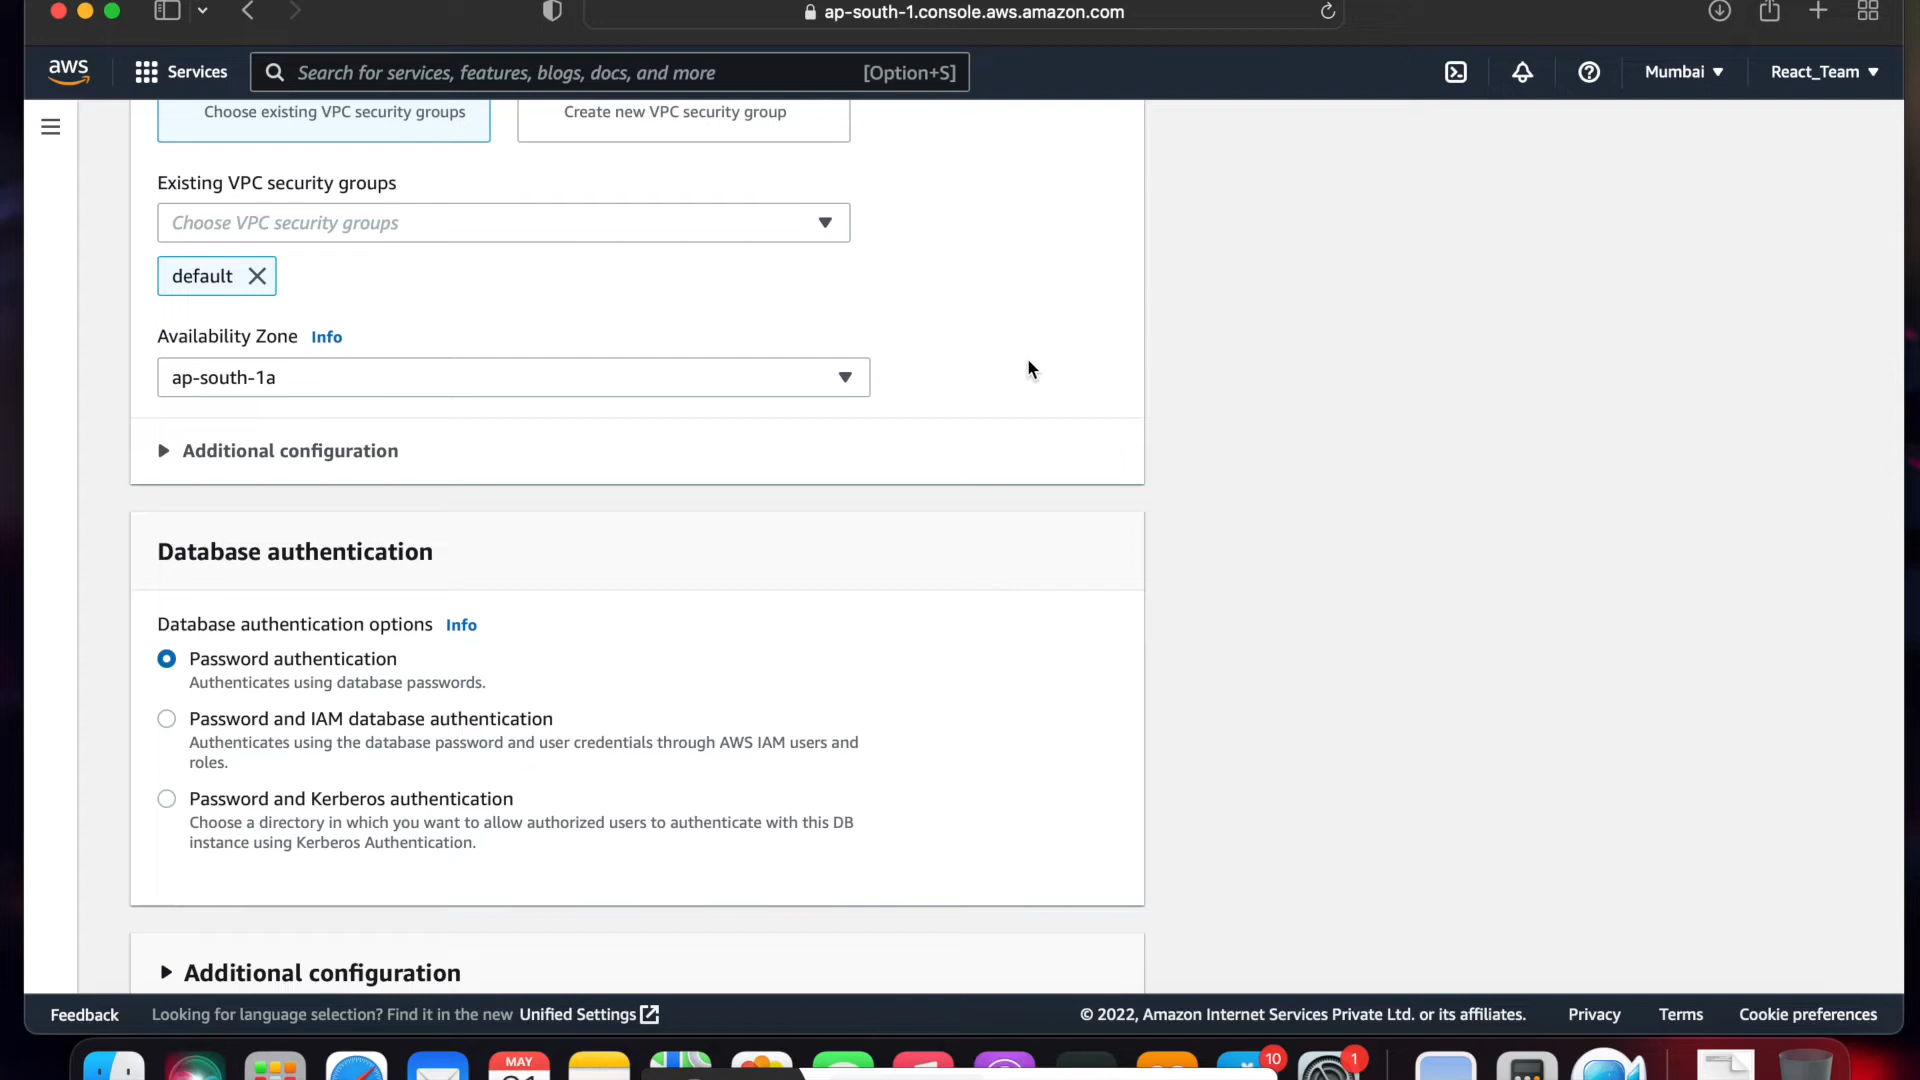 ap-south-1.console.aws.amazon.com
aws
Services
Search for services, features, blogs, docs, and more
[Option+S]
Mumbai
React_Team
Choose existing VPC security groups
Create new VPC security group
Existing VPC security groups
Choose VPC security groups
default
Availability Zone Info
ap-south-1a
Additional configuration
Database authentication
Database authentication options Info
Password authentication
Authenticates using database passwords.
Password and IAM database authentication
Authenticates using the database password and user credentials through AWS IAM users and
roles.
Password and Kerberos authentication
Choose a directory in which you want to allow authorized users to authenticate with this DB
instance using Kerberos Authentication.
Additional configuration
Feedback
Looking for language selection? Find it in the new Unified Settings
© 2022, Amazon Internet Services Private Ltd. or its affiliates.
Privacy
Terms
Cookie preferences
MAY
10
1